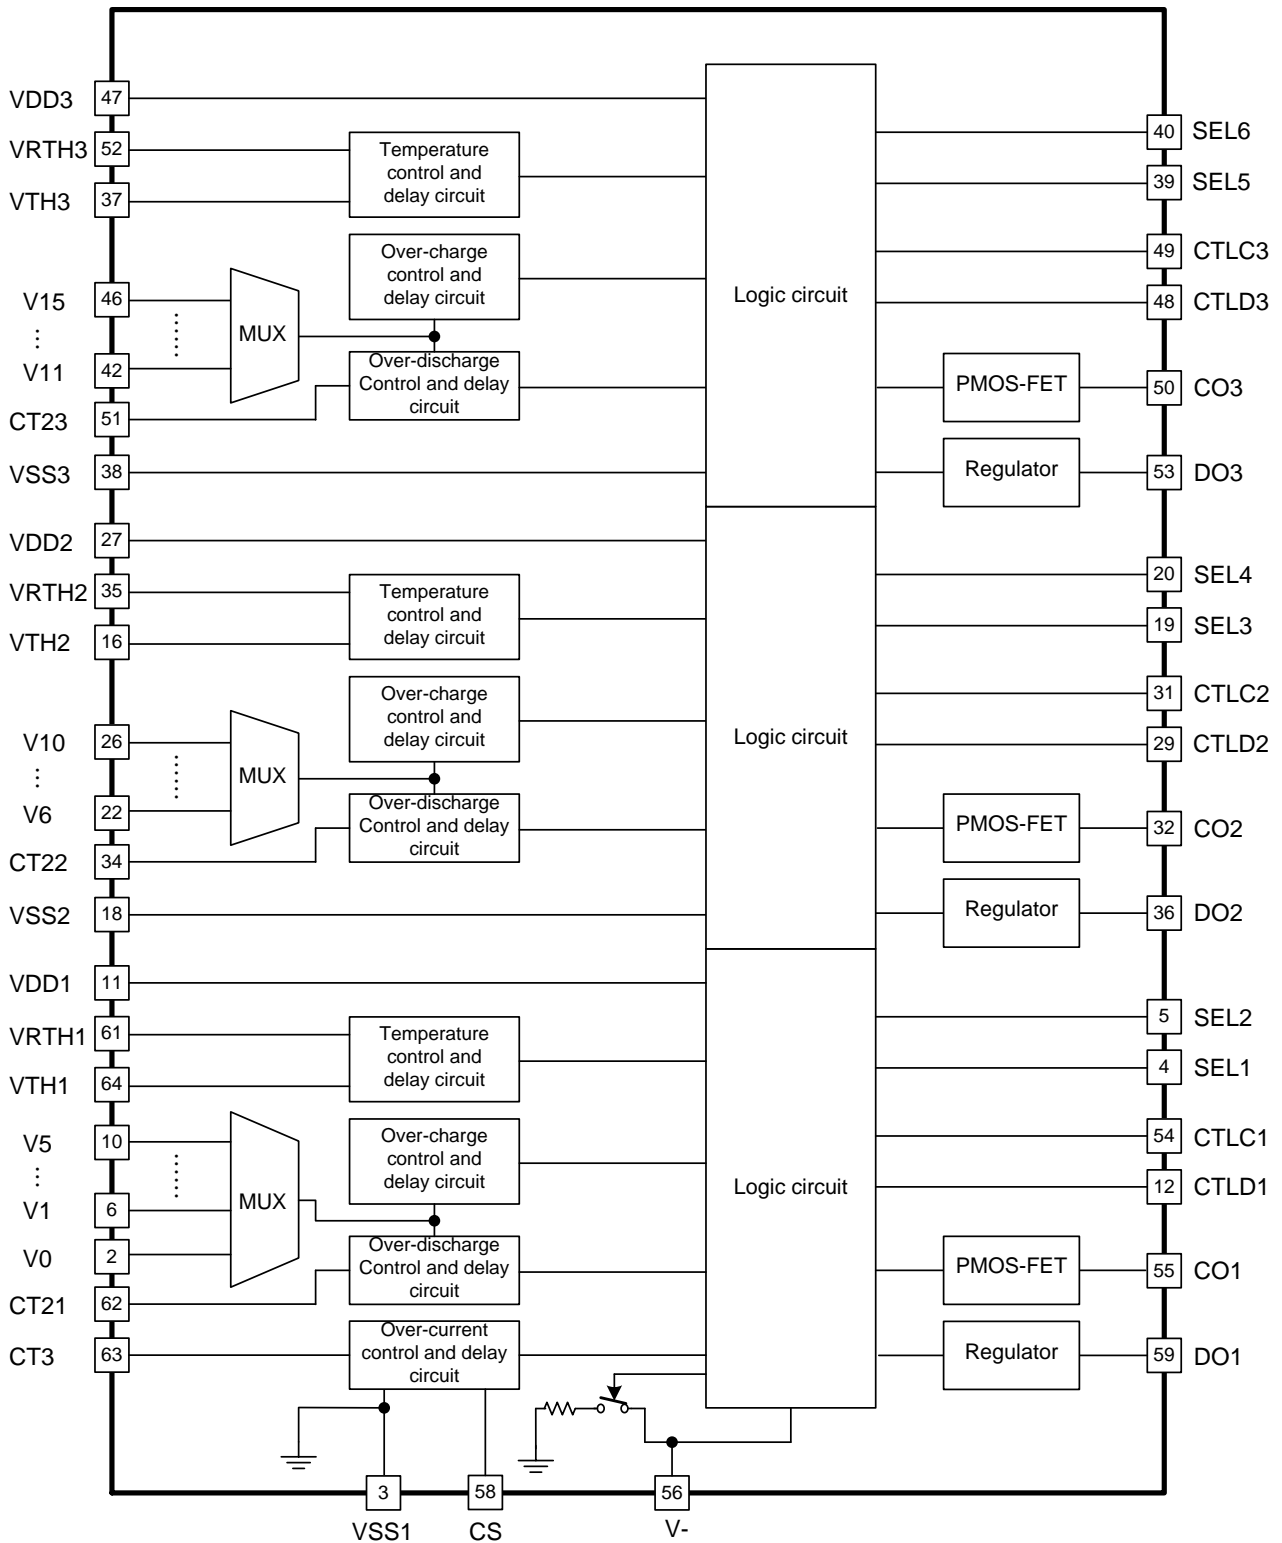 VDD3
47
VRTH3
52
VTH3
37
Temperature
control and
delay circuit
Over-charge
control and
delay circuit
V15
46
⋮
V11
42
MUX
Over-discharge
Control and delay
circuit
CT23
51
VSS3
38
Logic circuit
40
SEL6
39
SEL5
49
CTLC3
48
CTLD3
PMOS-FET
50
CO3
Regulator
53
DO3
VDD2
27
VRTH2
35
VTH2
16
Temperature
control and
delay circuit
Over-charge
control and
delay circuit
V10
26
⋮
V6
22
MUX
Over-discharge
Control and delay
circuit
CT22
34
VSS2
18
Logic circuit
20
SEL4
19
SEL3
31
CTLC2
29
CTLD2
PMOS-FET
32
CO2
Regulator
36
DO2
VDD1
11
VRTH1
61
VTH1
64
Temperature
control and
delay circuit
Over-charge
control and
delay circuit
V5
10
⋮
V1
6
V0
2
MUX
Over-discharge
Control and delay
circuit
CT21
62
CT3
63
Over-current
control and delay
circuit
Logic circuit
5
SEL2
4
SEL1
54
CTLC1
12
CTLD1
PMOS-FET
55
CO1
Regulator
59
DO1
3
VSS1
58
CS
56
V-